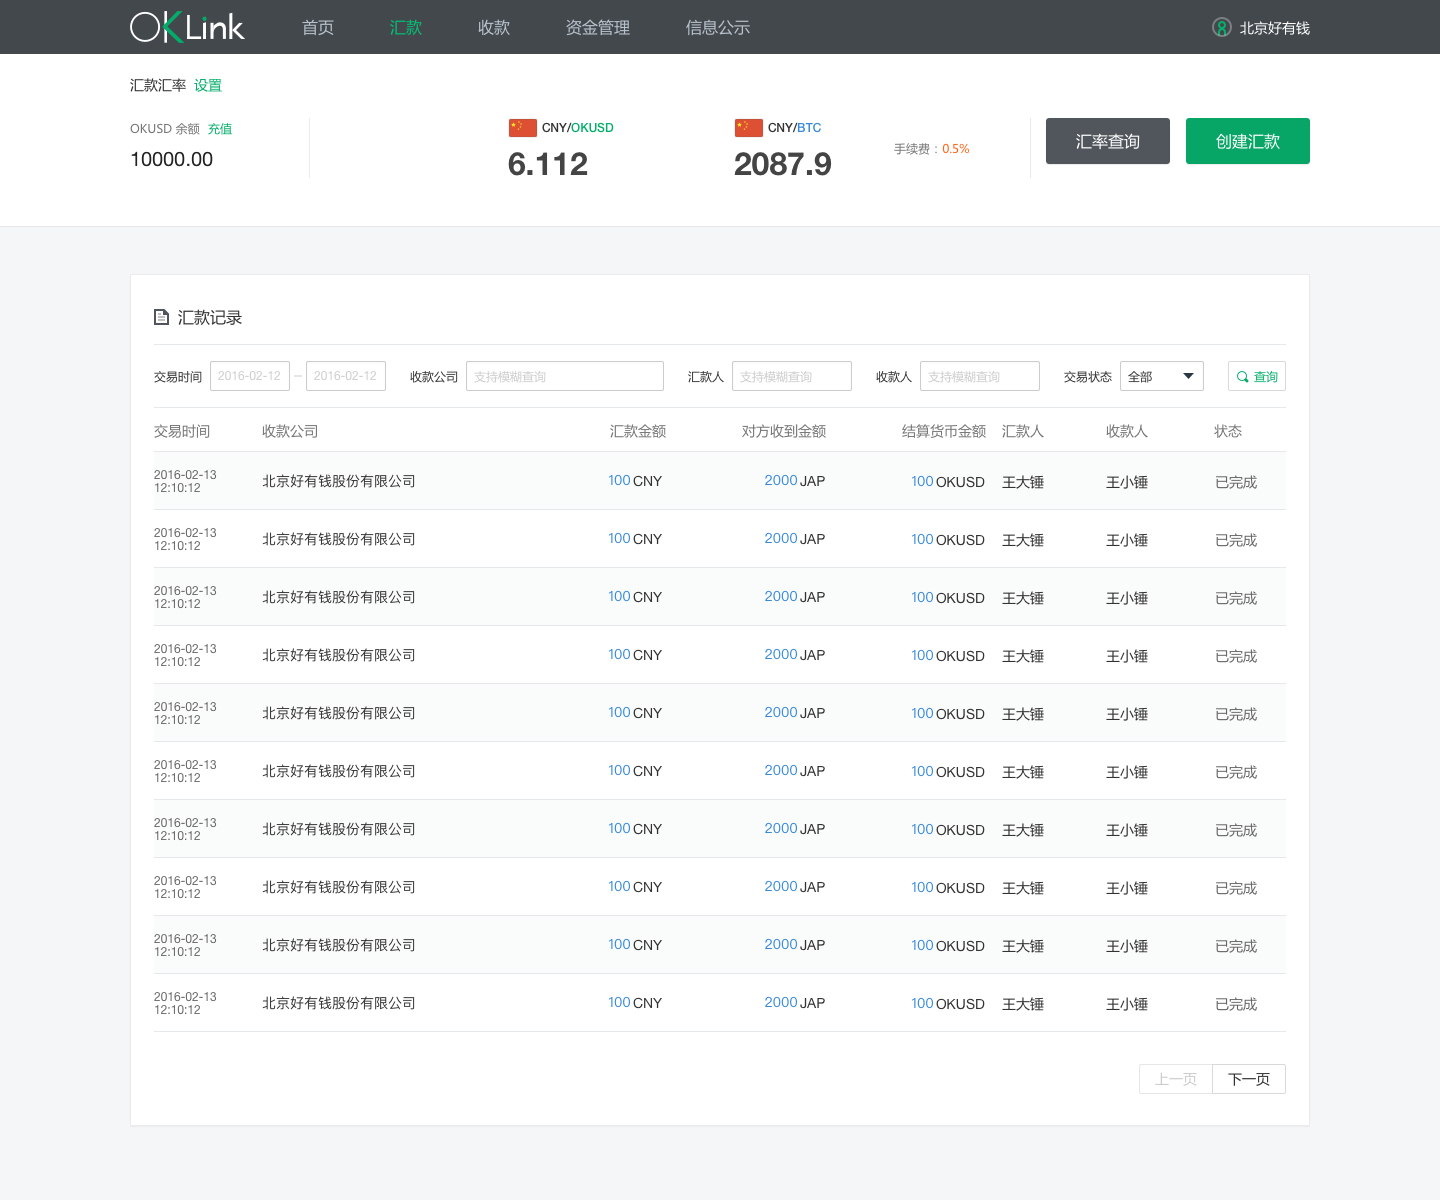 OKLink 首页 汇款 收款 资金管理 信息公示 北京好有钱
汇款汇率 设置
OKUSD 余额 充值
10000.00
CNY/OKUSD
6.112
CNY/BTC
2087.9
手续费：0.5%
汇率查询 创建汇款
汇款记录
交易时间 2016-02-12 – 2016-02-12 收款公司 支持模糊查询 汇款人 支持模糊查询 收款人 支持模糊查询 交易状态 全部 查询
交易时间 收款公司 汇款金额 对方收到金额 结算货币金额 汇款人 收款人 状态
2016-02-13
12:10:12
北京好有钱股份有限公司 100 CNY 2000 JAP 100 OKUSD 王大锤 王小锤 已完成
2016-02-13
12:10:12
北京好有钱股份有限公司 100 CNY 2000 JAP 100 OKUSD 王大锤 王小锤 已完成
2016-02-13
12:10:12
北京好有钱股份有限公司 100 CNY 2000 JAP 100 OKUSD 王大锤 王小锤 已完成
2016-02-13
12:10:12
北京好有钱股份有限公司 100 CNY 2000 JAP 100 OKUSD 王大锤 王小锤 已完成
2016-02-13
12:10:12
北京好有钱股份有限公司 100 CNY 2000 JAP 100 OKUSD 王大锤 王小锤 已完成
2016-02-13
12:10:12
北京好有钱股份有限公司 100 CNY 2000 JAP 100 OKUSD 王大锤 王小锤 已完成
2016-02-13
12:10:12
北京好有钱股份有限公司 100 CNY 2000 JAP 100 OKUSD 王大锤 王小锤 已完成
2016-02-13
12:10:12
北京好有钱股份有限公司 100 CNY 2000 JAP 100 OKUSD 王大锤 王小锤 已完成
2016-02-13
12:10:12
北京好有钱股份有限公司 100 CNY 2000 JAP 100 OKUSD 王大锤 王小锤 已完成
2016-02-13
12:10:12
北京好有钱股份有限公司 100 CNY 2000 JAP 100 OKUSD 王大锤 王小锤 已完成
上一页 下一页